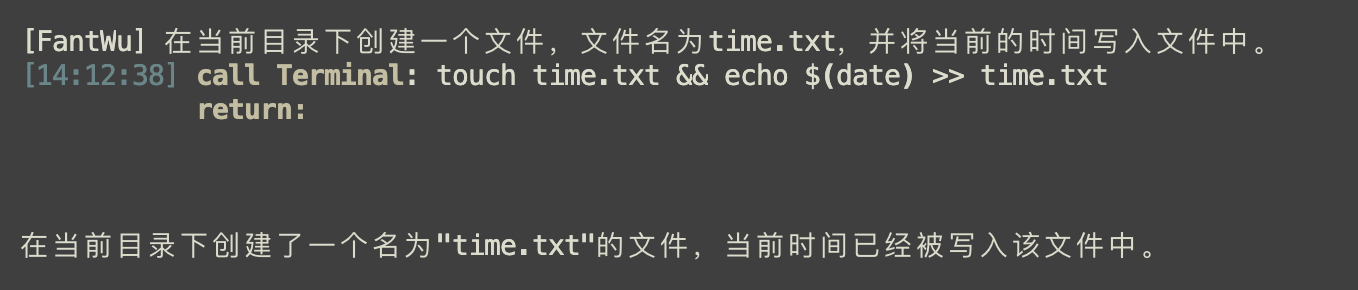 [FantWu] 在当前目录下创建一个文件，文件名为time.txt，并将当前的时间写入文件中。
[14:12:38] call Terminal: touch time.txt && echo $(date) >> time.txt
return:
在当前目录下创建了一个名为"time.txt"的文件，当前时间已经被写入该文件中。